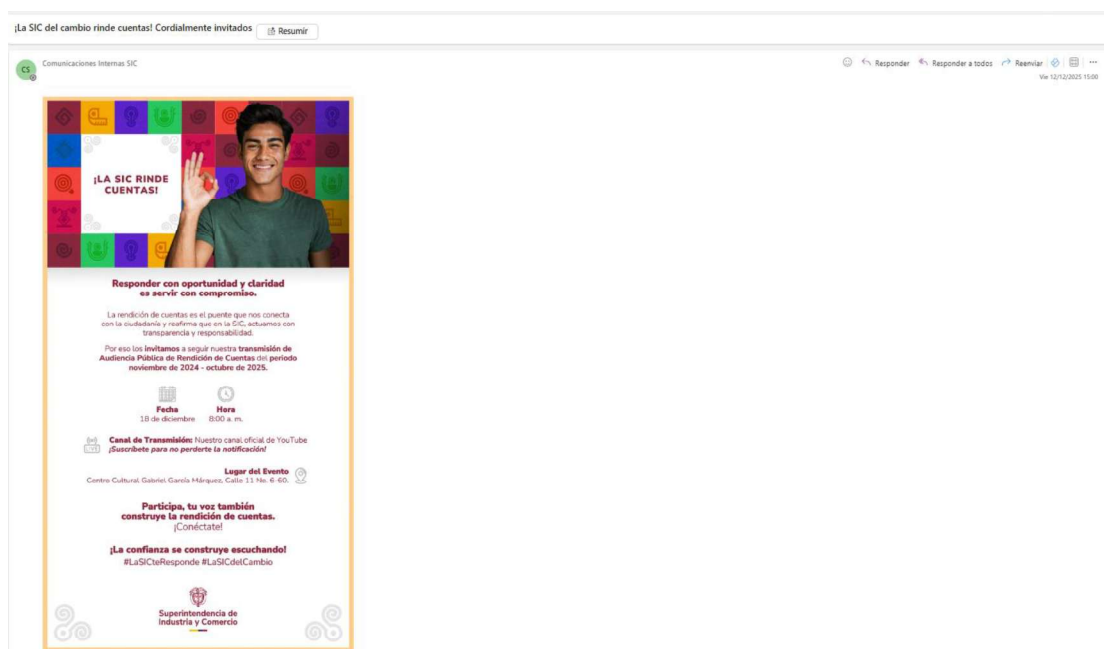 ¡La SIC del cambio rinde cuentas! Cordialmente invitados
Resumir
CS
Comunicaciones Internas SIC
Responder
Responder a todos
Reenviar
Vie 12/12/2025 15:00
¡LA SIC RINDE
CUENTAS!
Responder con oportunidad y claridad
es servir con compromiso.
La rendición de cuentas es el puente que nos conecta
con la ciudadanía y reafirma que en la SIC, actuamos con
transparencia y responsabilidad.
Por eso los invitamos a seguir nuestra transmisión de
Audiencia Pública de Rendición de Cuentas del periodo
noviembre de 2024 - octubre de 2025.
Fecha
18 de diciembre
Hora
8:00 a. m.
LIVE
Canal de Transmisión: Nuestro canal oficial de YouTube
¡Suscríbete para no perderte la notificación!
Lugar del Evento
Centro Cultural Gabriel García Márquez, Calle 11 No. 6-60.
Participa, tu voz también
construye la rendición de cuentas.
¡Conéctate!
¡La confianza se construye escuchando!
#LaSICteResponde #LaSICdelCambio
Superintendencia de
Industria y Comercio